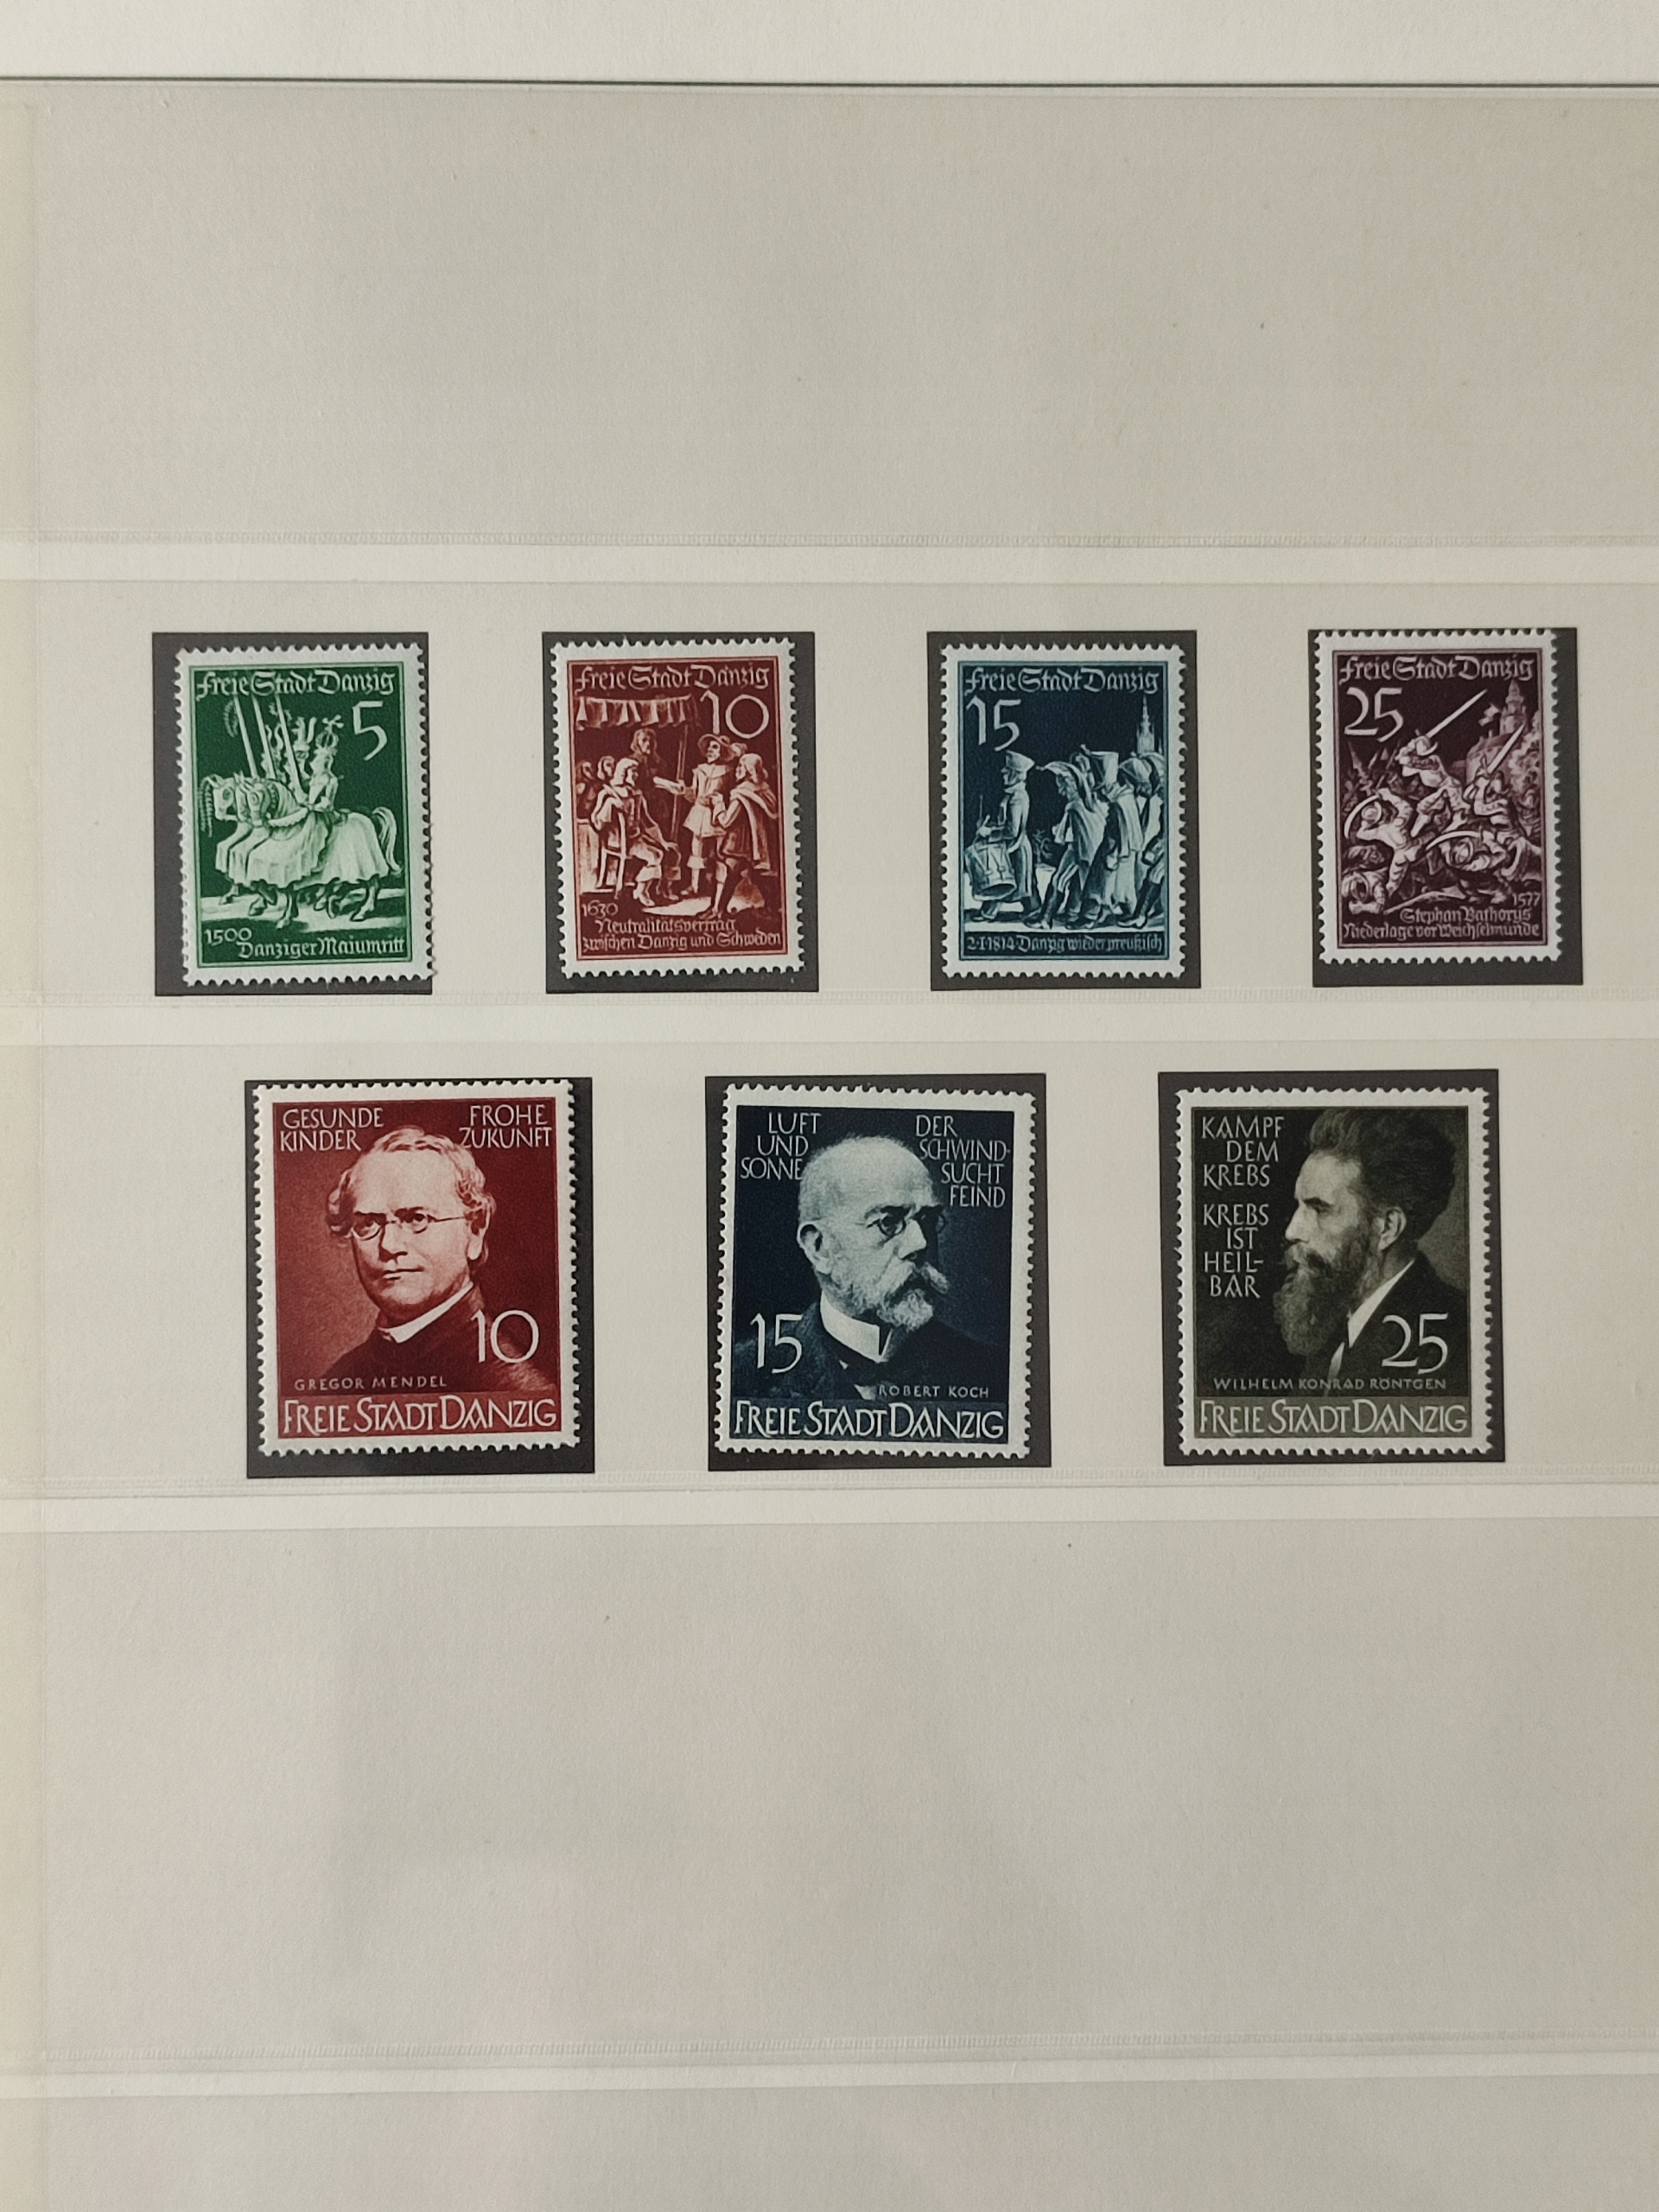 Freie Stadt Danzig
5
1500
Danziger Maiumritt
Freie Stadt Danzig
10
1630
Neutralitätsvertrag
zwischen Danzig und Schweden
Freie Stadt Danzig
15
2·I·1814·Danzig wieder preußisch
Freie Stadt Danzig
25
1577
Stephan Bathorys
Niederlage vor Weichselmünde
GESUNDE FROHE
KINDER ZUKUNFT
10
GREGOR MENDEL
FREIE STADT DANZIG
LUFT
UND
SONNE
DER
SCHWIND-
SUCHT
FEIND
15
ROBERT KOCH
FREIE STADT DANZIG
KAMPF
DEM
KREBS
KREBS
IST
HEIL-
BAR
25
WILHELM KONRAD RÖNTGEN
FREIE STADT DANZIG